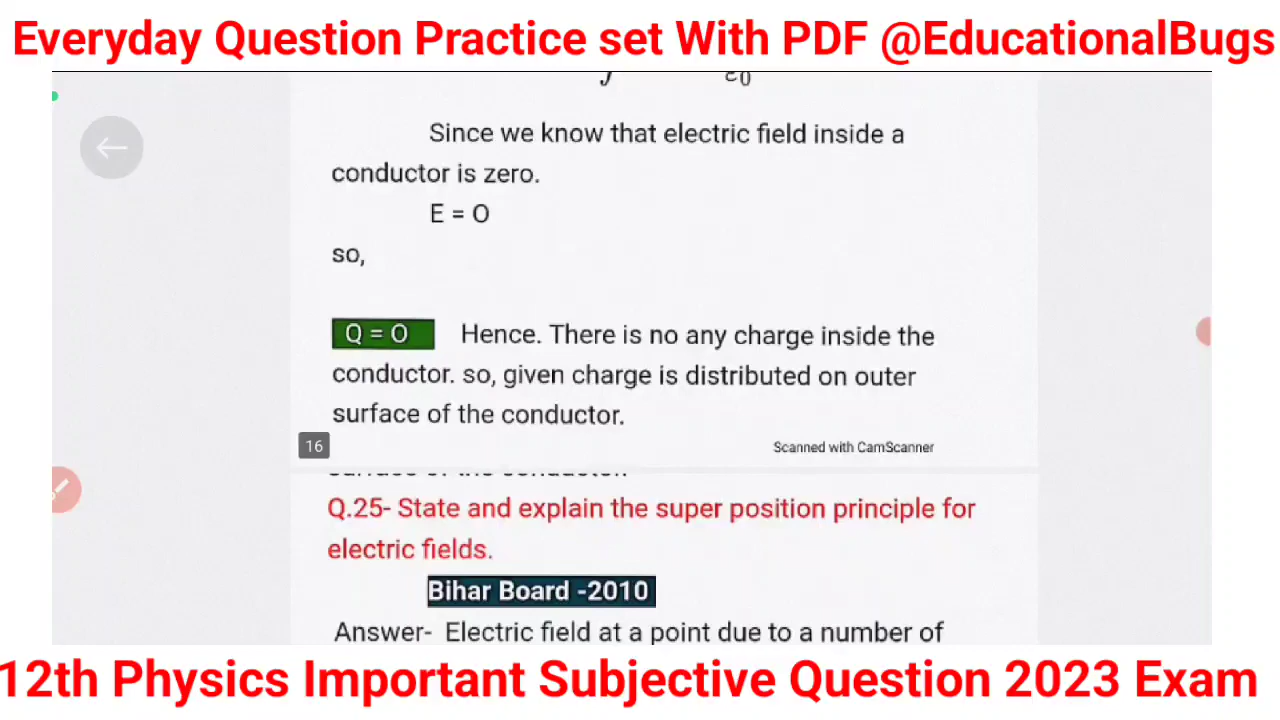 Everyday Question Practice set With PDF @EducationalBugs
Since we know that electric field inside a
conductor is zero.
E = O
so,
Q = O Hence. There is no any charge inside the
conductor. so, given charge is distributed on outer
surface of the conductor.
16
Scanned with CamScanner
Q.25- State and explain the super position principle for
electric fields.
Bihar Board -2010
Answer- Electric field at a point due to a number of
12th Physics Important Subjective Question 2023 Exam